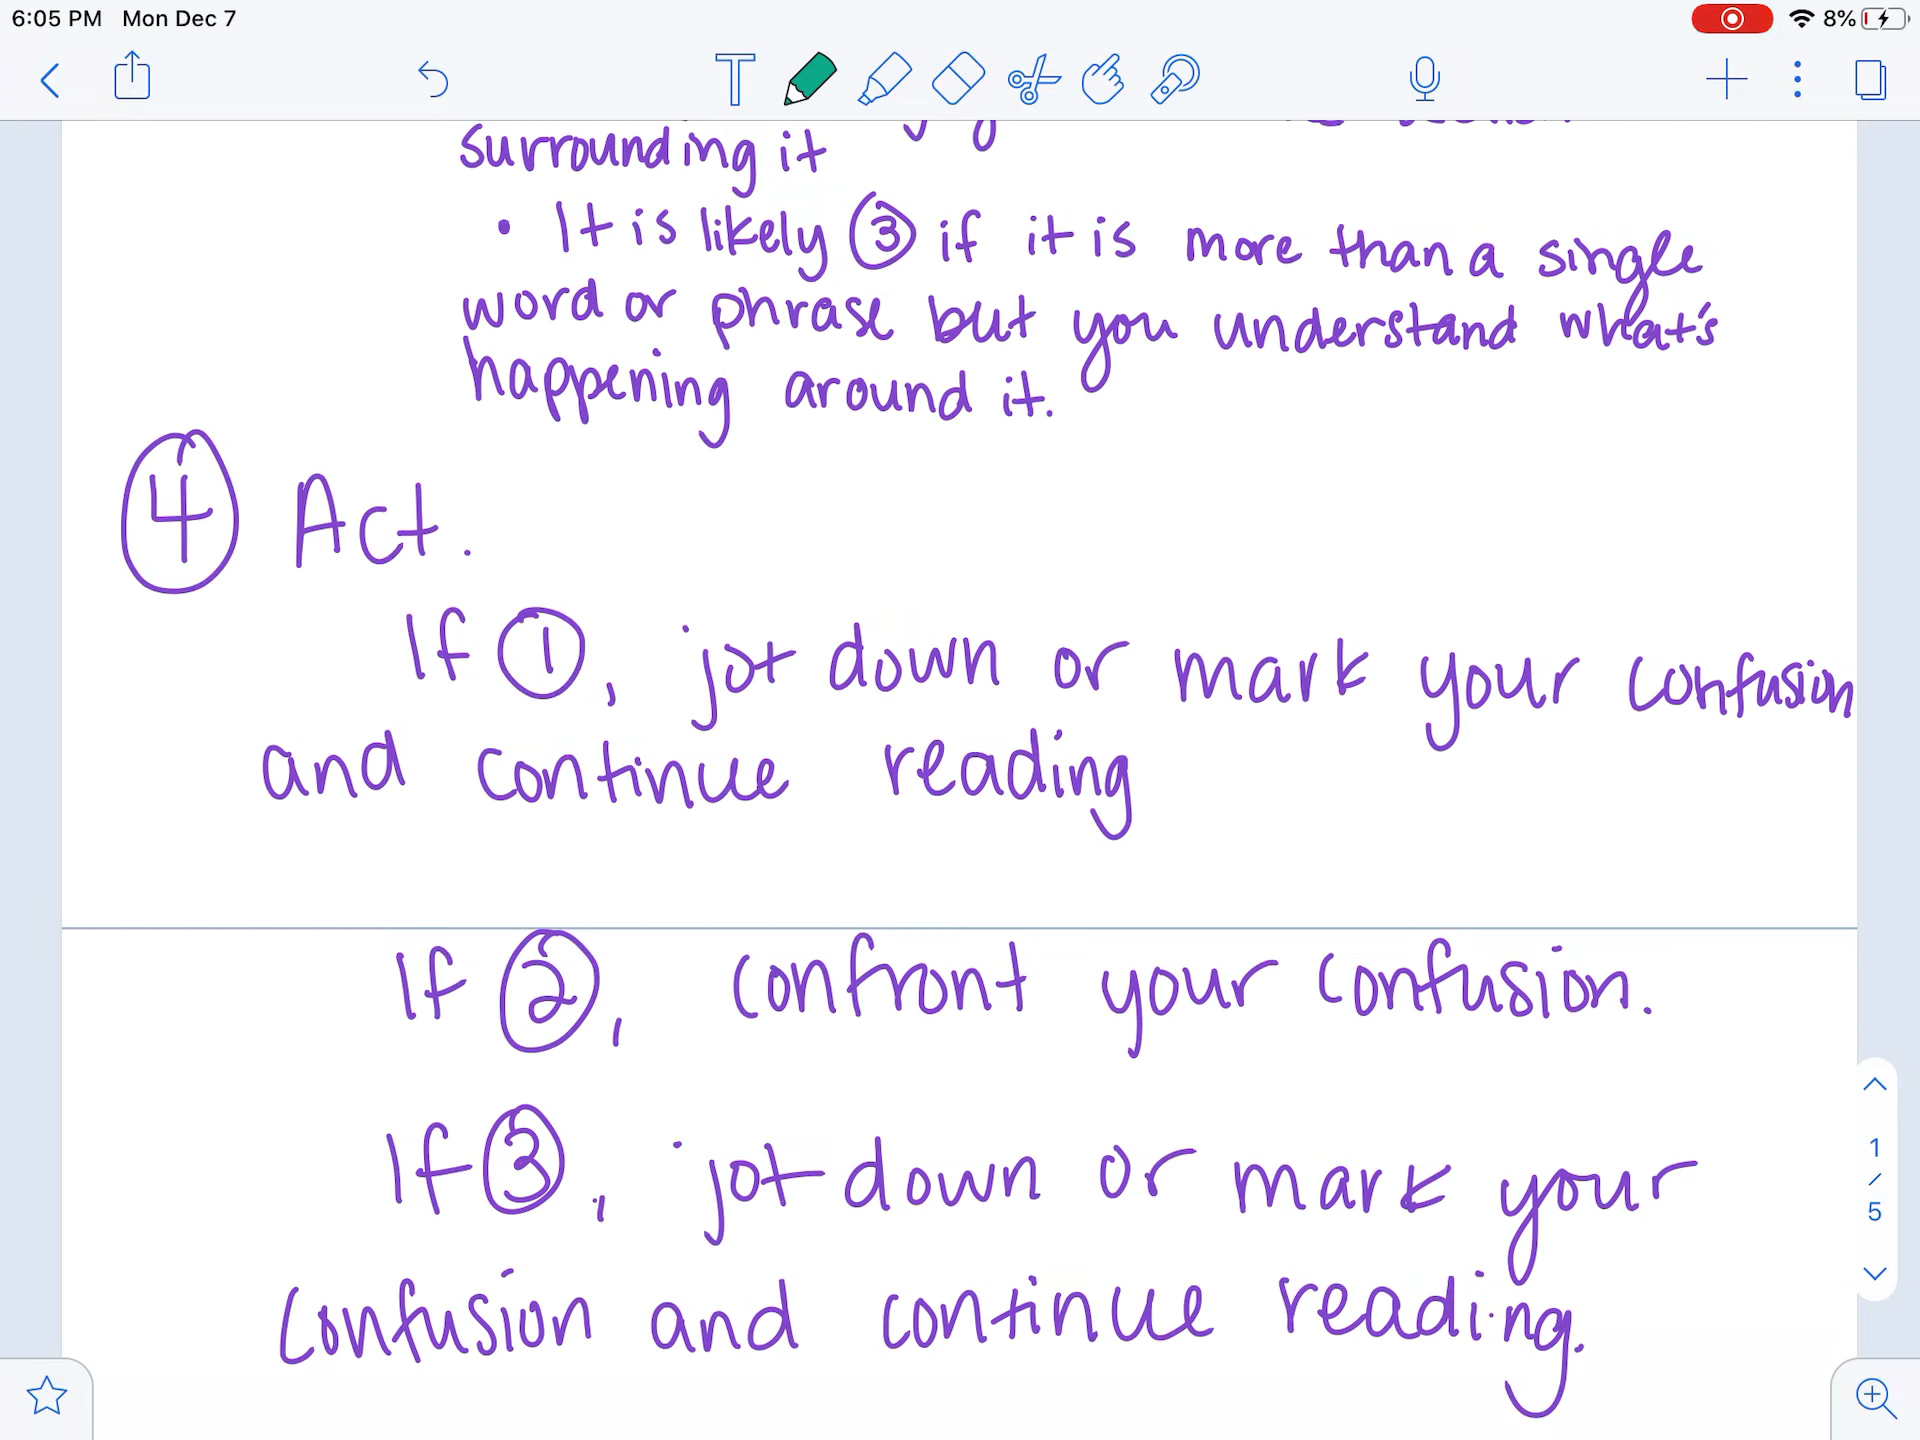 6:05 PM Mon Dec 7
8%
surrounding it
• It is likely ③ if it is more than a single
word or phrase but you understand what's
happening around it.
④ Act.
If ①, jot down or mark your confusion
and continue reading
If ②, confront your confusion.
If ③, jot down or mark your
confusion and continue reading.
1
/
5